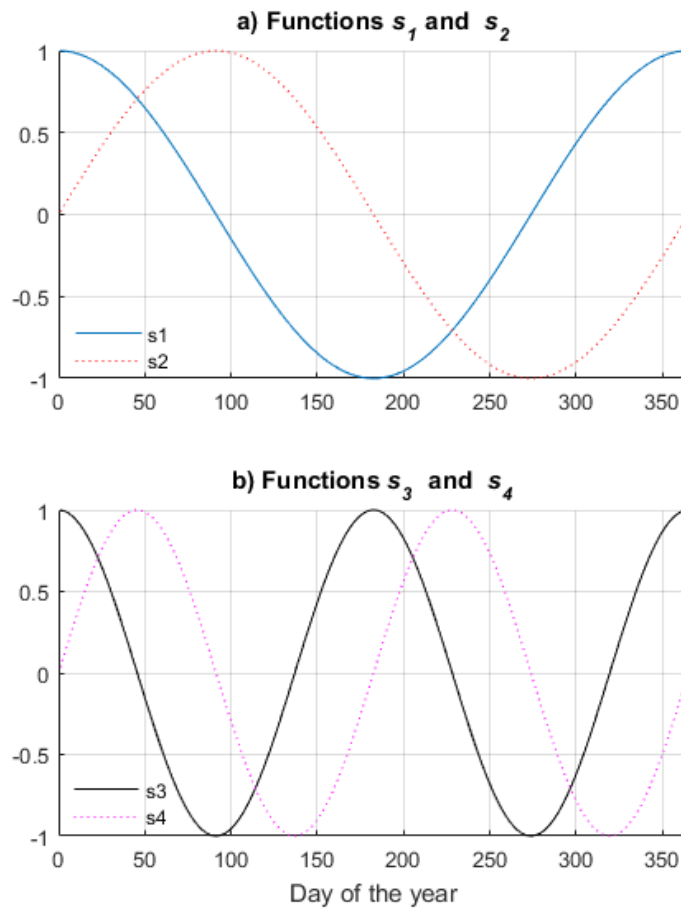 a) Functions s1 and s2
1
0.5
0
-0.5
-1
s1
s2
0 50 100 150 200 250 300 350
b) Functions s3 and s4
1
0.5
0
-0.5
-1
s3
s4
0 50 100 150 200 250 300 350
Day of the year